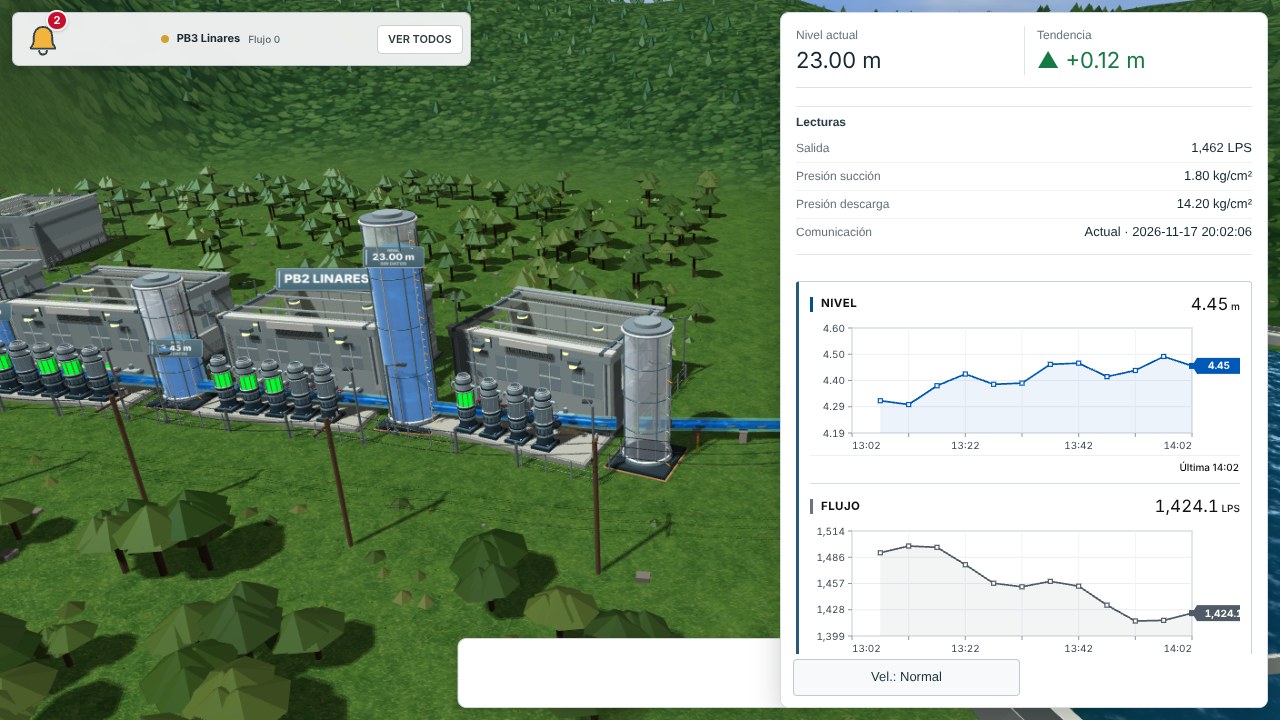 2
PB3 Linares Flujo 0
VER TODOS
Nivel actual
23.00 m
Tendencia
+0.12 m
Lecturas
Salida 1,462 LPS
Presión succión 1.80 kg/cm²
Presión descarga 14.20 kg/cm²
Comunicación Actual · 2026-11-17 20:02:06
23.00 m
PB2 LINARES
45 m
NIVEL 4.45 m
4.60
4.50
4.40
4.29
4.19
4.45
13:02 13:22 13:42 14:02
Última 14:02
FLUJO 1,424.1 LPS
1,514
1,486
1,457
1,428
1,399
1,424.1
13:02 13:22 13:42 14:02
Vel.: Normal